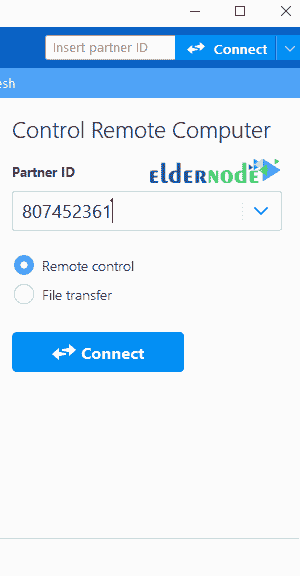 Insert partner ID
Connect
esh
Control Remote Computer
Partner ID
ELDERNODE
807452361
Remote control
File transfer
Connect